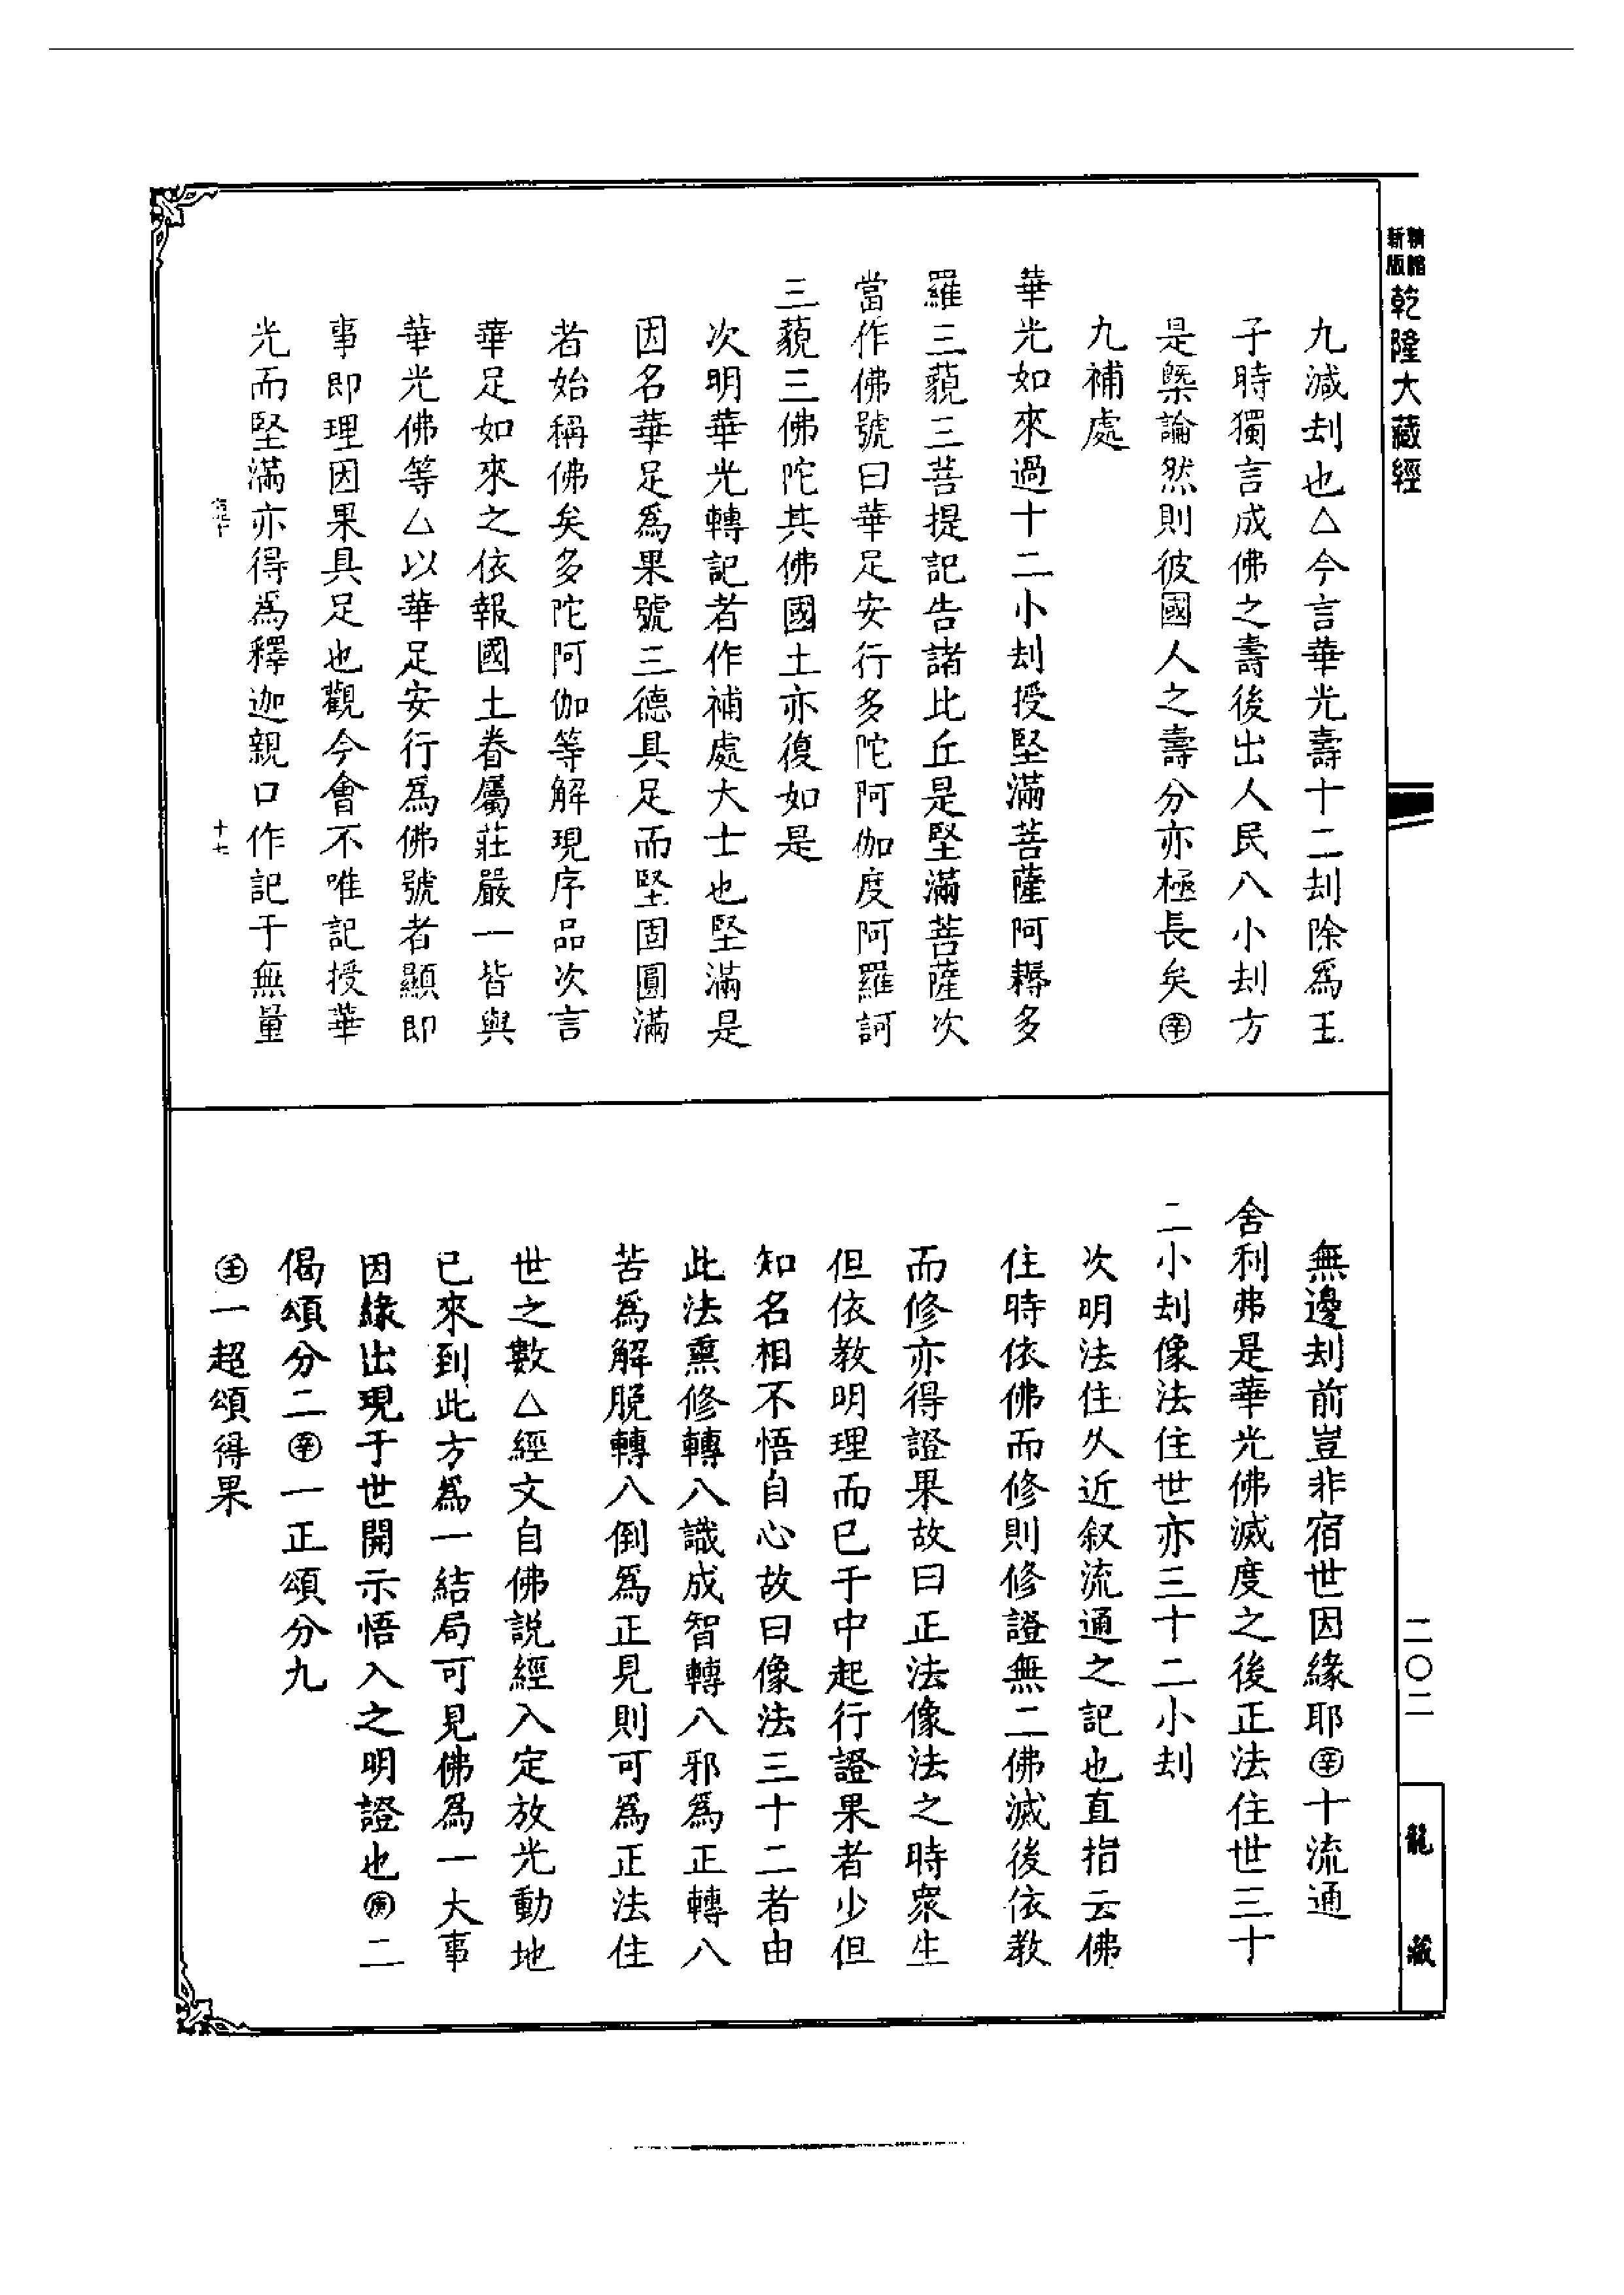 精縮新版
乾隆大藏經
九減刦也△今言華光壽十二刦除爲王
子時獨言成佛之壽後出人民八小刦方
是槩論然則彼國人之壽分亦極長矣㊛辛
九補處
華光如來過十二小刦授堅滿菩薩阿耨多
羅三藐三菩提記告諸比丘是堅滿菩薩次
當作佛號曰華足安行多陀阿伽度阿羅訶
三藐三佛陀其佛國土亦復如是
次明華光轉記者作補處大士也堅滿是
因名華足爲果號三德具足而堅固圓滿
者始稱佛矣多陀阿伽等解現序品次言
華足如來之依報國土眷屬莊嚴一皆與
華光佛等△以華足安行爲佛號者顯即
事即理因果具足也觀今會不唯記授華
光而堅滿亦得爲釋迦親口作記于無量
十七
無邊刦前豈非宿世因緣耶辛十流通
舍利弗是華光佛滅度之後正法住世三十
二小刦像法住世亦三十二小刦
次明法住久近叙流通之記也直指云佛
住時依佛而修則修證無二佛滅後依教
而修亦得證果故曰正法像法之時衆生
但依教明理而已于中起行證果者少但
知名相不悟自心故曰像法三十二者由
此法熏修轉八識成智轉八邪爲正轉八
苦爲解脫轉八倒爲正見則可爲正法住
世之數△經文自佛說經入定放光動地
已來到此方爲一結局可見佛爲一大事
因緣出現于世開示悟入之明證也庚二
偈頌分二辛一正頌分九
壬一超頌得果
二〇二
龍藏